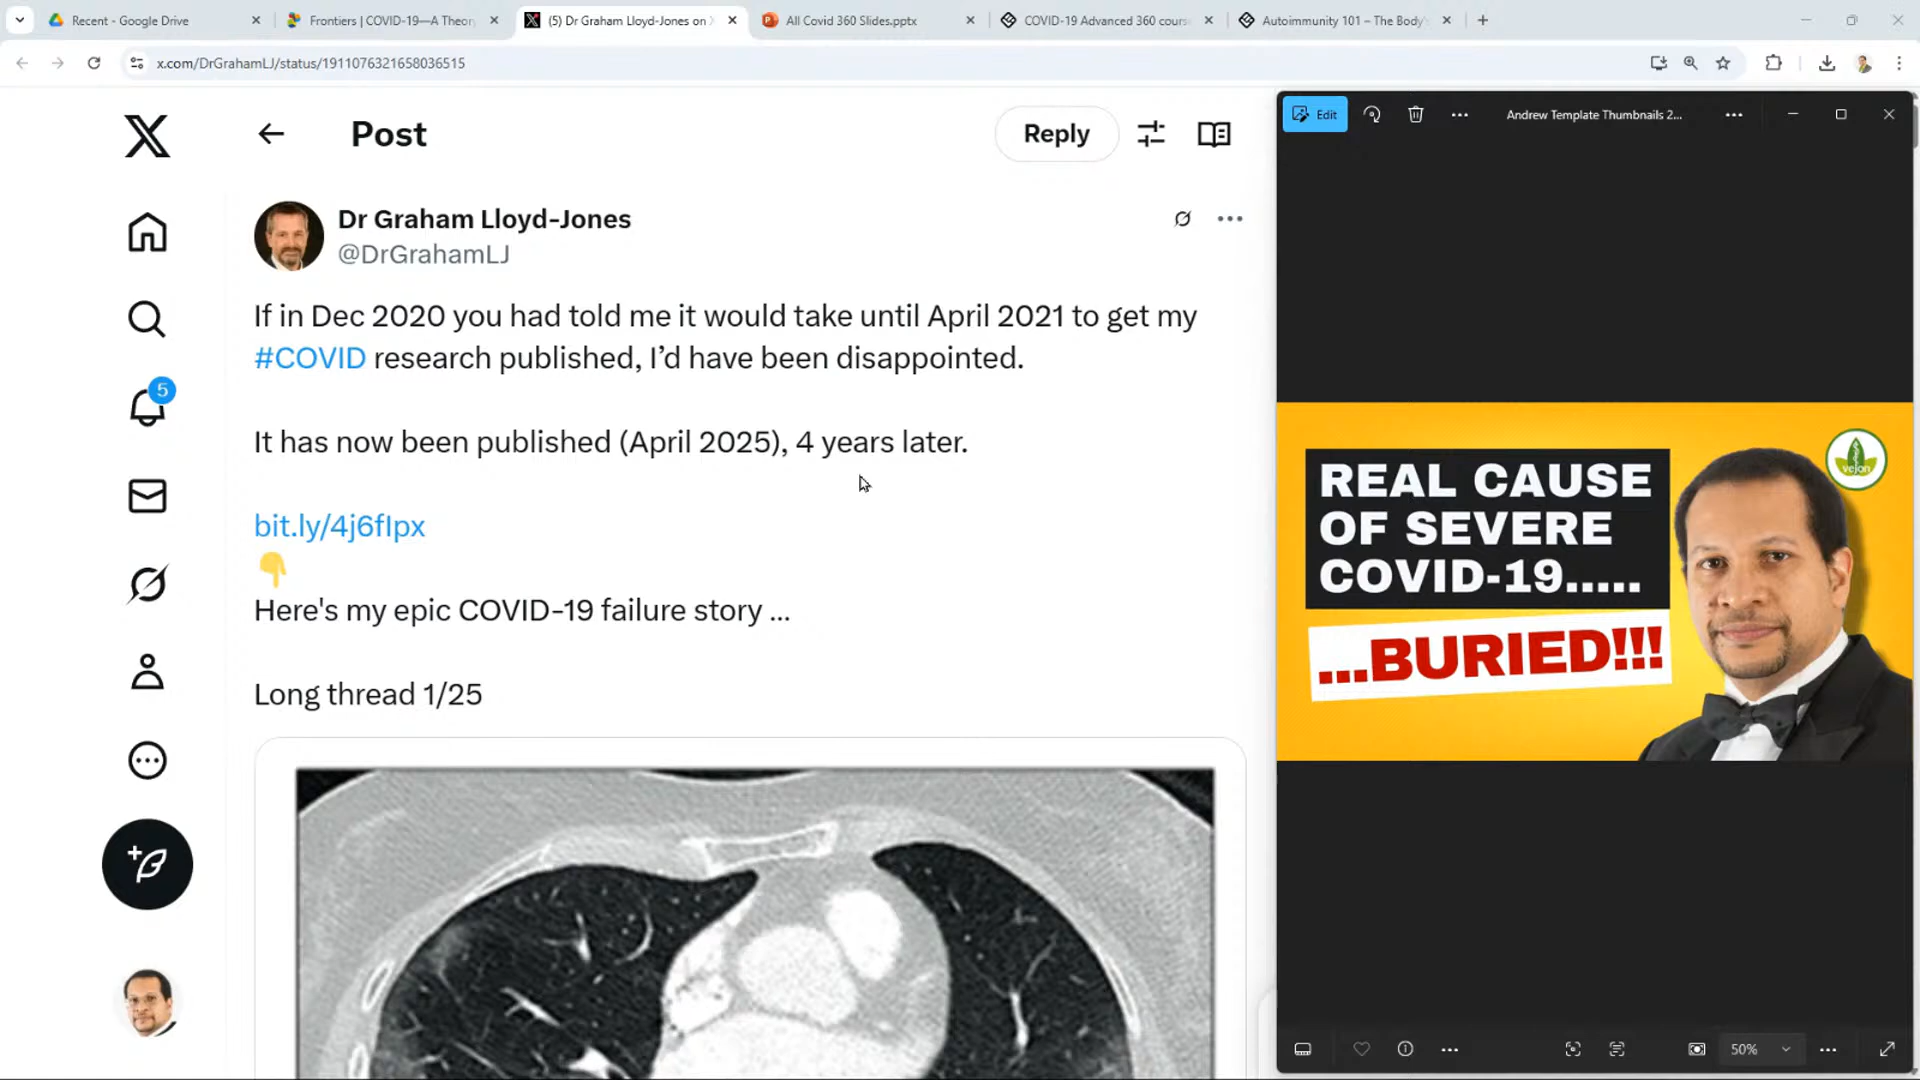 Recent - Google Drive
Frontiers | COVID-19—A Theor
(5) Dr Graham Lloyd-Jones on X
All Covid 360 Slides.pptx
COVID-19 Advanced 360 cours
Autoimmunity 101 – The Body'
x.com/DrGrahamLJ/status/1911076321658036515
Post
Reply
Dr Graham Lloyd-Jones
@DrGrahamLJ
If in Dec 2020 you had told me it would take until April 2021 to get my
#COVID research published, I’d have been disappointed.
It has now been published (April 2025), 4 years later.
bit.ly/4j6fIpx
Here's my epic COVID-19 failure story ...
Long thread 1/25
5
Edit
Andrew Template Thumbnails 2...
REAL CAUSE
OF SEVERE
COVID-19.....
...BURIED!!!
vejon
50%